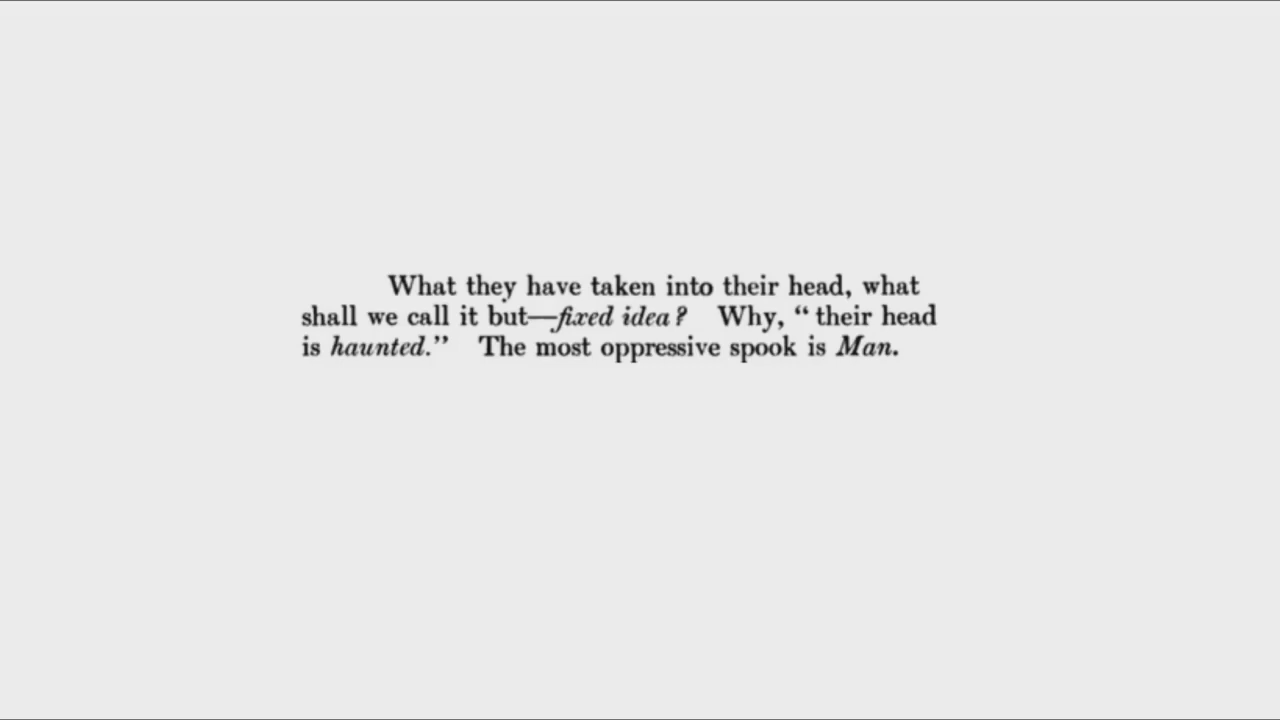 What they have taken into their head, what
shall we call it but—fixed idea? Why, “their head
is haunted.” The most oppressive spook is Man.